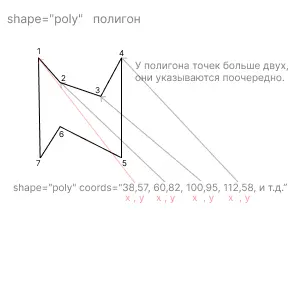 shape="poly" полигон
1
4
У полигона точек больше двух,
они указываются поочередно.
2
3
6
7
5
shape="poly" coords="38,57, 60,82, 100,95, 112,58, и т.д."
x , y x , y x , y x , y